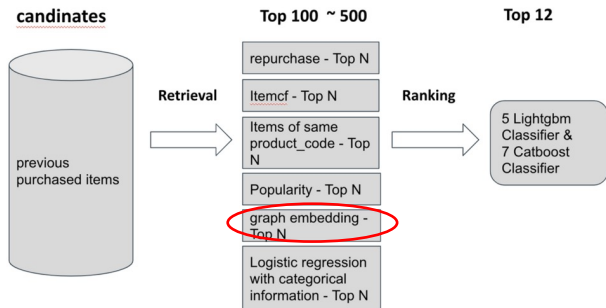 candinates
Top 100 ~ 500
Top 12
previous
purchased items
Retrieval
repurchase - Top N
Itemcf - Top N
Items of same
product_code - Top
N
Popularity - Top N
graph embedding -
Top N
Logistic regression
with categorical
information - Top N
Ranking
5 Lightgbm
Classifier &
7 Catboost
Classifier